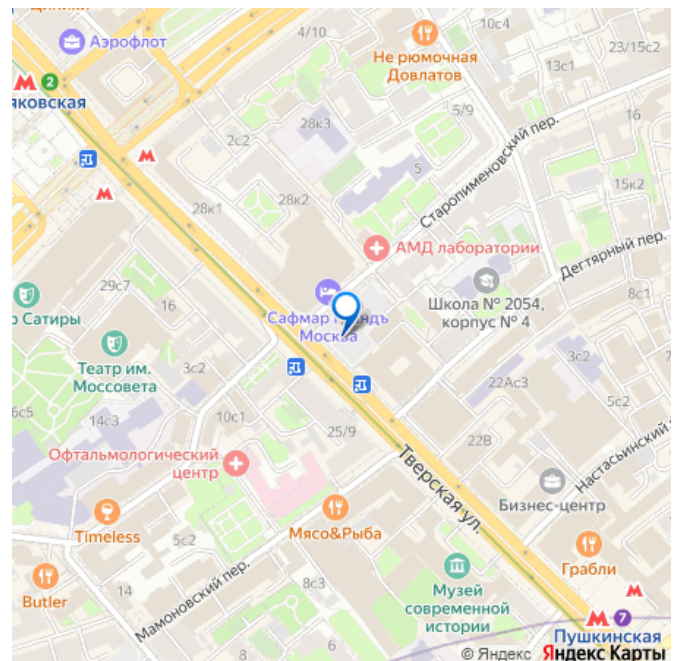 Циники
Аэрофлот
4/10
10с4
Не рюмочная
Довлатов
23/15с2
13с1
2
яковская
28к3
5/9
2с2
5
Старопименовский пер.
15к2
28к1
28к2
АМД лаборатории
Дегтярный пер.
29с7
16
р Сатиры
Сафмар Грандъ
Москва
Школа № 2054,
корпус № 4
8с1
Театр им.
Моссовета
3с2
3с2
22Ас3
5с2
6с5
14с3
10с1
25/9
22В
Офтальмологический
центр
Тверская ул.
Настасьинский
Бизнес-центр
Timeless
5с2
Мясо&Рыба
Грабли
Butler
14
Мамоновский пер.
8с3
Музей
современной
истории
7
Пушкинская
© Яндекс Яндекс Карты